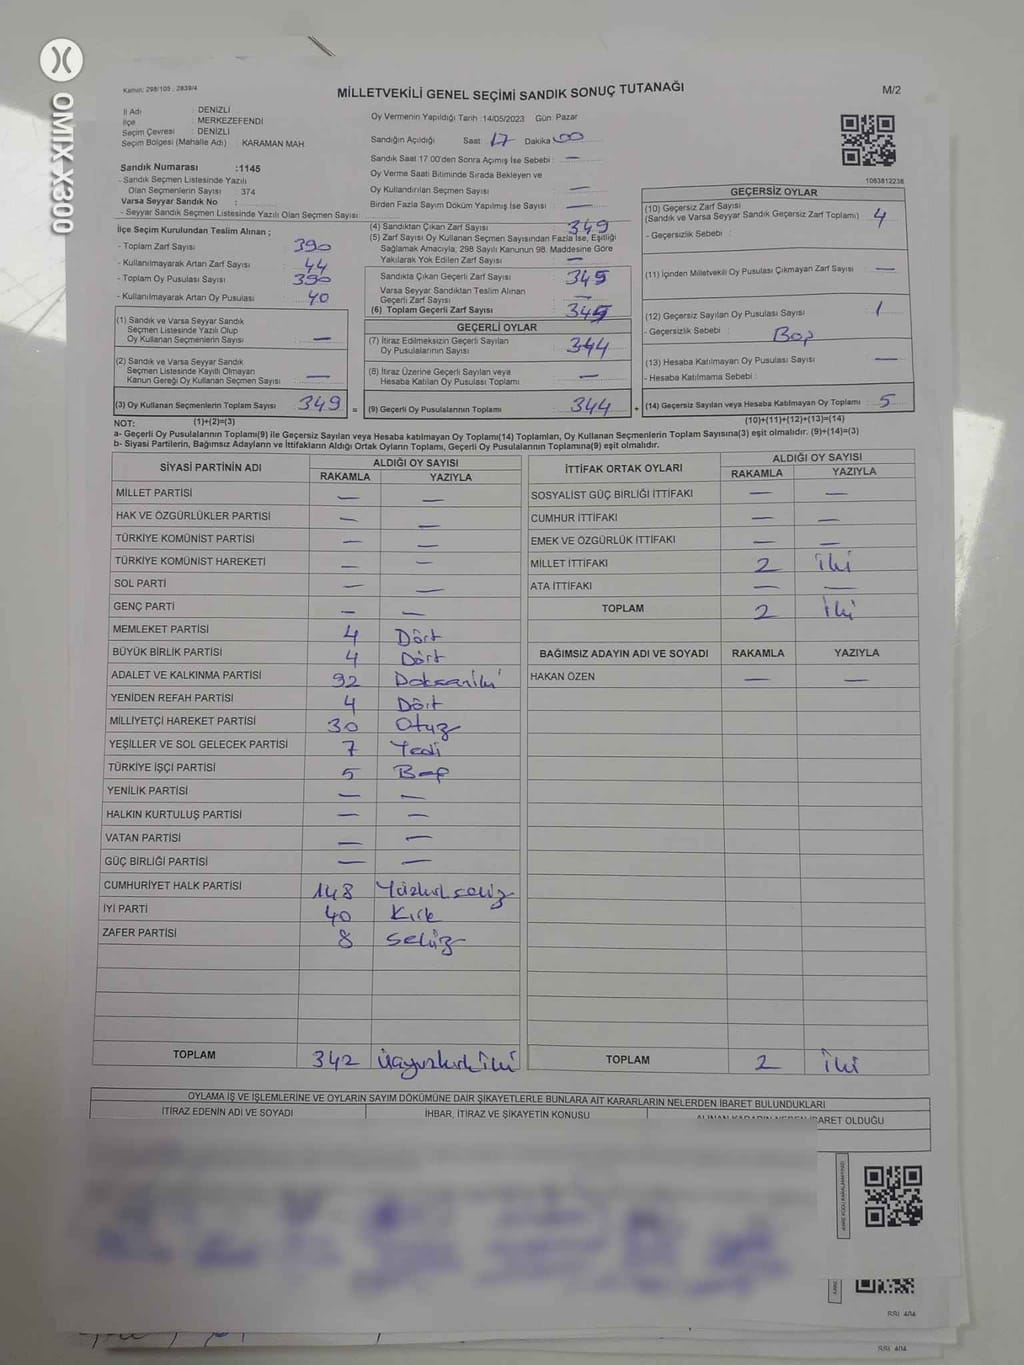 OMIX X300
Kanun: 298/105 , 2839/4
MİLLETVEKİLİ GENEL SEÇİMİ SANDIK SONUÇ TUTANAĞI
M/2
İl Adı : DENİZLİ
İlçe : MERKEZEFENDİ
Seçim Çevresi : DENİZLİ
Seçim Bölgesi (Mahalle Adı) KARAMAN MAH
Sandık Numarası :1145
- Sandık Seçmen Listesinde Yazılı
Olan Seçmenlerin Sayısı 374
Varsa Seyyar Sandık No :
- Seyyar Sandık Seçmen Listesinde Yazılı Olan Seçmen Sayısı:
Oy Vermenin Yapıldığı Tarih :14/05/2023 Gün: Pazar
Sandığın Açıldığı Saat 17 Dakika 00
Sandık Saat 17:00'den Sonra Açımış İse Sebebi : —
Oy Verme Saati Bitiminde Sırada Bekleyen ve
Oy Kullandırılan Seçmen Sayısı —
Birden Fazla Sayım Döküm Yapılmış İse Sayısı —
1083812238
İlçe Seçim Kurulundan Teslim Alınan ;
- Toplam Zarf Sayısı 390
- Kullanılmayarak Artan Zarf Sayısı 44
- Toplam Oy Pusulası Sayısı 390
- Kullanılmayarak Artan Oy Pusulası 40
(4) Sandıktan Çıkan Zarf Sayısı 349
(5) Zarf Sayısı Oy Kullanan Seçmen Sayısından Fazla İse, Eşitliği
Sağlamak Amacıyla, 298 Sayılı Kanunun 98. Maddesine Göre
Yakılarak Yok Edilen Zarf Sayısı —
Sandıkta Çıkan Geçerli Zarf Sayısı 345
Varsa Seyyar Sandıktan Teslim Alınan
Geçerli Zarf Sayısı —
(6) Toplam Geçerli Zarf Sayısı 345
GEÇERSİZ OYLAR
(10) Geçersiz Zarf Sayısı
(Sandık ve Varsa Seyyar Sandık Geçersiz Zarf Toplamı) 4
- Geçersizlik Sebebi :
(11) İçinden Milletvekili Oy Pusulası Çıkmayan Zarf Sayısı —
(12) Geçersiz Sayılan Oy Pusulası Sayısı 1
- Geçersizlik Sebebi : Boş
(13) Hesaba Katılmayan Oy Pusulası Sayısı —
- Hesaba Katılmama Sebebi :
(14) Geçersiz Sayılan veya Hesaba Katılmayan Oy Toplamı 5
(10)+(11)+(12)+(13)=(14)
(1) Sandık ve Varsa Seyyar Sandık
Seçmen Listesinde Yazılı Olup
Oy Kullanan Seçmenlerin Sayısı —
(2) Sandık ve Varsa Seyyar Sandık
Seçmen Listesinde Kayıtlı Olmayan
Kanun Gereği Oy Kullanan Seçmen Sayısı —
(3) Oy Kullanan Seçmenlerin Toplam Sayısı 349 =
(1)+(2)=(3)
GEÇERLİ OYLAR
(7) İtiraz Edilmeksizin Geçerli Sayılan
Oy Pusulalarının Sayısı 344
(8) İtiraz Üzerine Geçerli Sayılan veya
Hesaba Katılan Oy Pusulası Toplamı —
(9) Geçerli Oy Pusulalarının Toplamı 344 +
NOT:
a- Geçerli Oy Pusulalarının Toplamı(9) ile Geçersiz Sayılan veya Hesaba katılmayan Oy Toplamı(14) Toplamları, Oy Kullanan Seçmenlerin Toplam Sayısına(3) eşit olmalıdır. (9)+(14)=(3)
b- Siyasi Partilerin, Bağımsız Adayların ve İttifakların Aldığı Ortak Oyların Toplamı, Geçerli Oy Pusulalarının Toplamına(9) eşit olmalıdır.
SİYASİ PARTİNİN ADI ALDIĞI OY SAYISI
RAKAMLA YAZIYLA
MİLLET PARTİSİ — —
HAK VE ÖZGÜRLÜKLER PARTİSİ — —
TÜRKİYE KOMÜNİST PARTİSİ — —
TÜRKİYE KOMÜNİST HAREKETİ — —
SOL PARTİ — —
GENÇ PARTİ — —
MEMLEKET PARTİSİ 4 Dört
BÜYÜK BİRLİK PARTİSİ 4 Dört
ADALET VE KALKINMA PARTİSİ 92 Doksaniki
YENİDEN REFAH PARTİSİ 4 Dört
MİLLİYETÇİ HAREKET PARTİSİ 30 Otuz
YEŞİLLER VE SOL GELECEK PARTİSİ 7 Yedi
TÜRKİYE İŞÇİ PARTİSİ 5 Beş
YENİLİK PARTİSİ — —
HALKIN KURTULUŞ PARTİSİ — —
VATAN PARTİSİ — —
GÜÇ BİRLİĞİ PARTİSİ — —
CUMHURİYET HALK PARTİSİ 148 Yüzkırksekiz
İYİ PARTİ 40 Kırk
ZAFER PARTİSİ 8 sekiz
TOPLAM 342 üçyüzkırkiki
İTTİFAK ORTAK OYLARI ALDIĞI OY SAYISI
RAKAMLA YAZIYLA
SOSYALİST GÜÇ BİRLİĞİ İTTİFAKI — —
CUMHUR İTTİFAKI — —
EMEK VE ÖZGÜRLÜK İTTİFAKI — —
MİLLET İTTİFAKI 2 İki
ATA İTTİFAKI — —
TOPLAM 2 İki
BAĞIMSIZ ADAYIN ADI VE SOYADI RAKAMLA YAZIYLA
HAKAN ÖZEN — —
TOPLAM 2 İki
OYLAMA İŞ VE İŞLEMLERİNE VE OYLARIN SAYIM DÖKÜMÜNE DAİR ŞİKAYETLERLE BUNLARA AİT KARARLARIN NELERDEN İBARET BULUNDUKLARI
İTİRAZ EDENİN ADI VE SOYADI İHBAR, İTİRAZ VE ŞİKAYETİN KONUSU ALINAN KARARIN NEDEN İBARET OLDUĞU